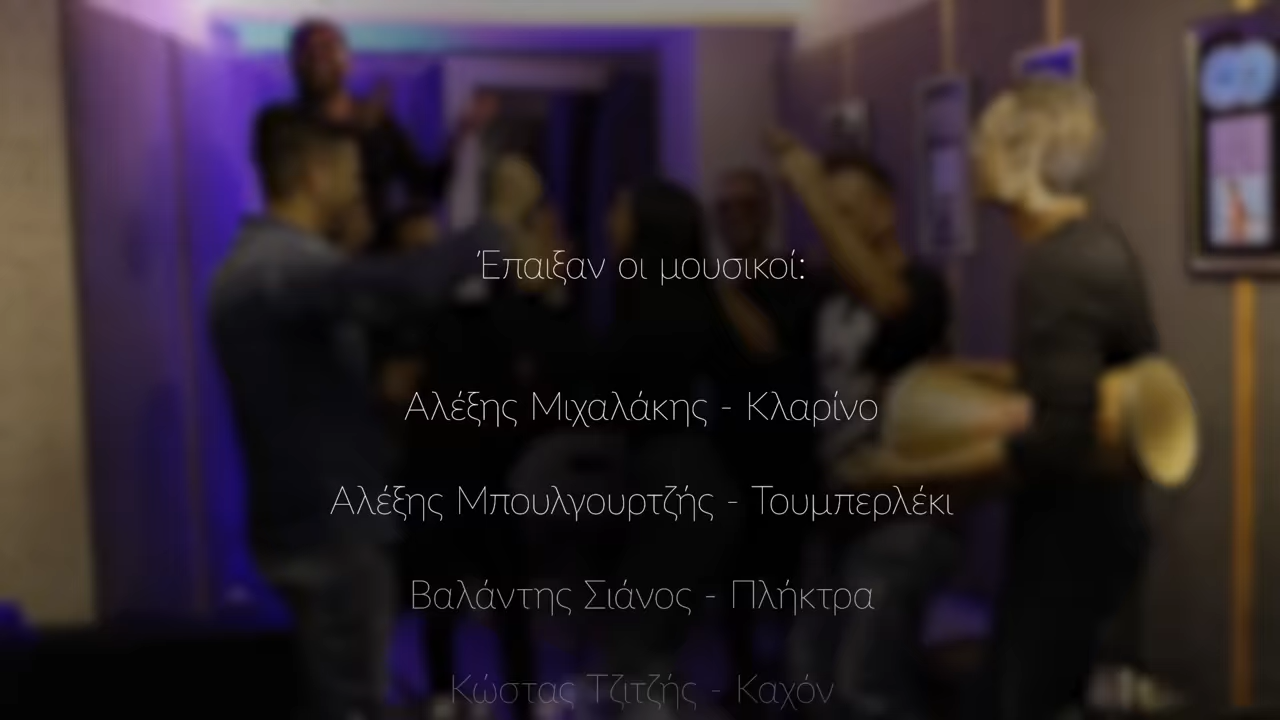 Έπαιξαν οι μουσικοί:
Αλέξης Μιχαλάκης - Κλαρίνο
Αλέξης Μπουλγουρτζής - Τουμπερλέκι
Βαλάντης Σιάνος - Πλήκτρα
Κώστας Τζιτζής - Καχόν